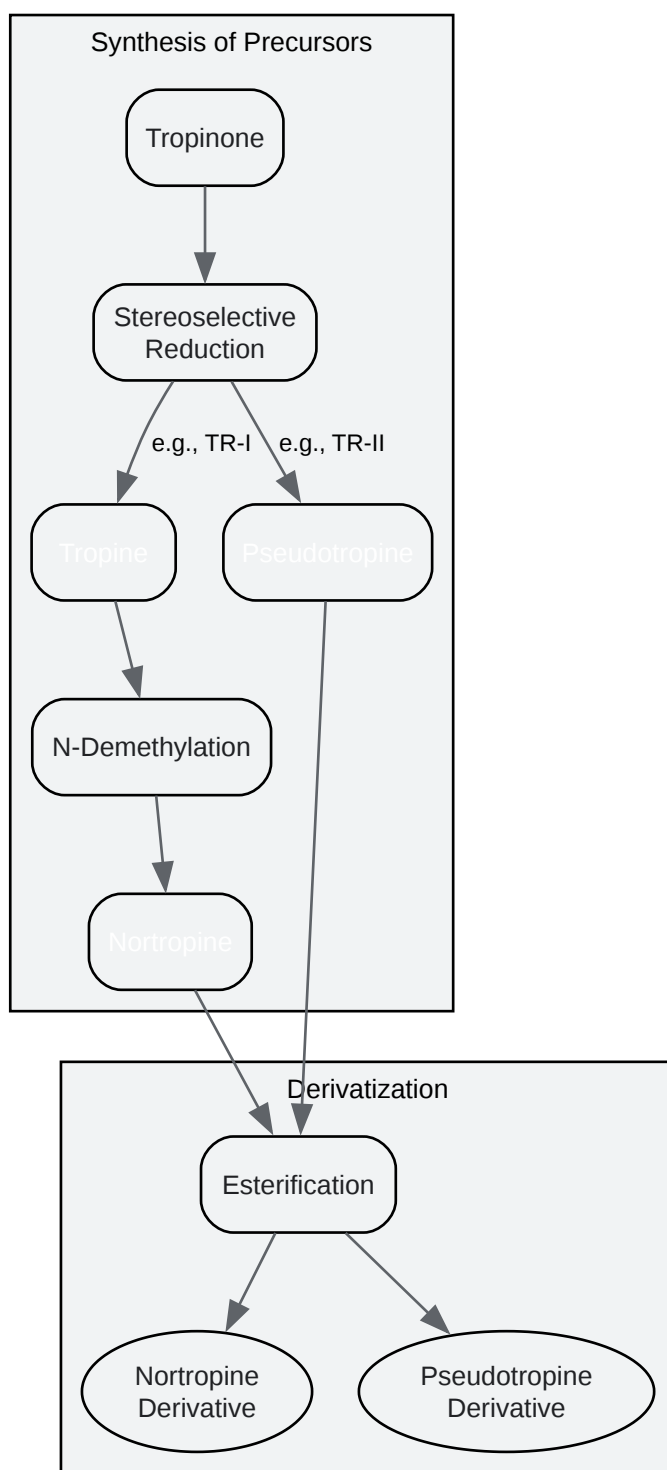 Synthesis of Precursors
Tropinone
Stereoselective
Reduction
e.g., TR-I
e.g., TR-II
Tropine
Pseudotropine
N-Demethylation
Nortropine
Derivatization
Esterification
Nortropine
Derivative
Pseudotropine
Derivative